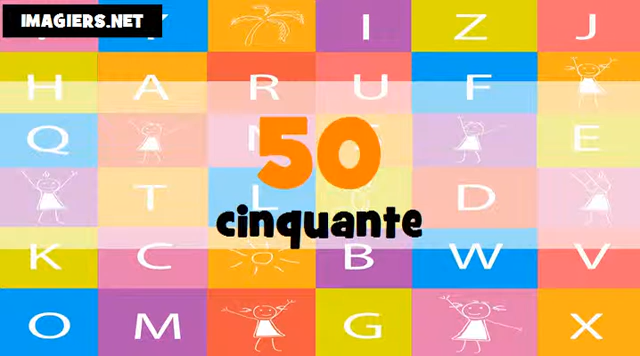 IMAGIERS.NET
I Z J
H A R U F
Q E
50
T L D
cinquante
K C B W V
O M G X